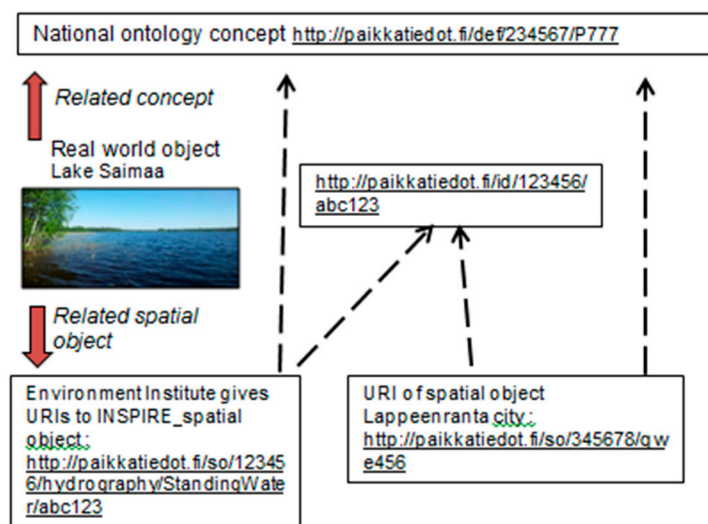 National ontology concept http://paikkatiedot.fi/def/234567/P777
Related concept
Real world object
Lake Saimaa
http://paikkatiedot.fi/id/123456/
abc123
Related spatial
object
Environment Institute gives
URIs to INSPIRE_spatial
object:
http://paikkatiedot.fi/so/12345
6/hydrography/StandingWate
r/abc123
URI of spatial object
Lappeenranta city:
http://paikkatiedot.fi/so/345678/qw
e456